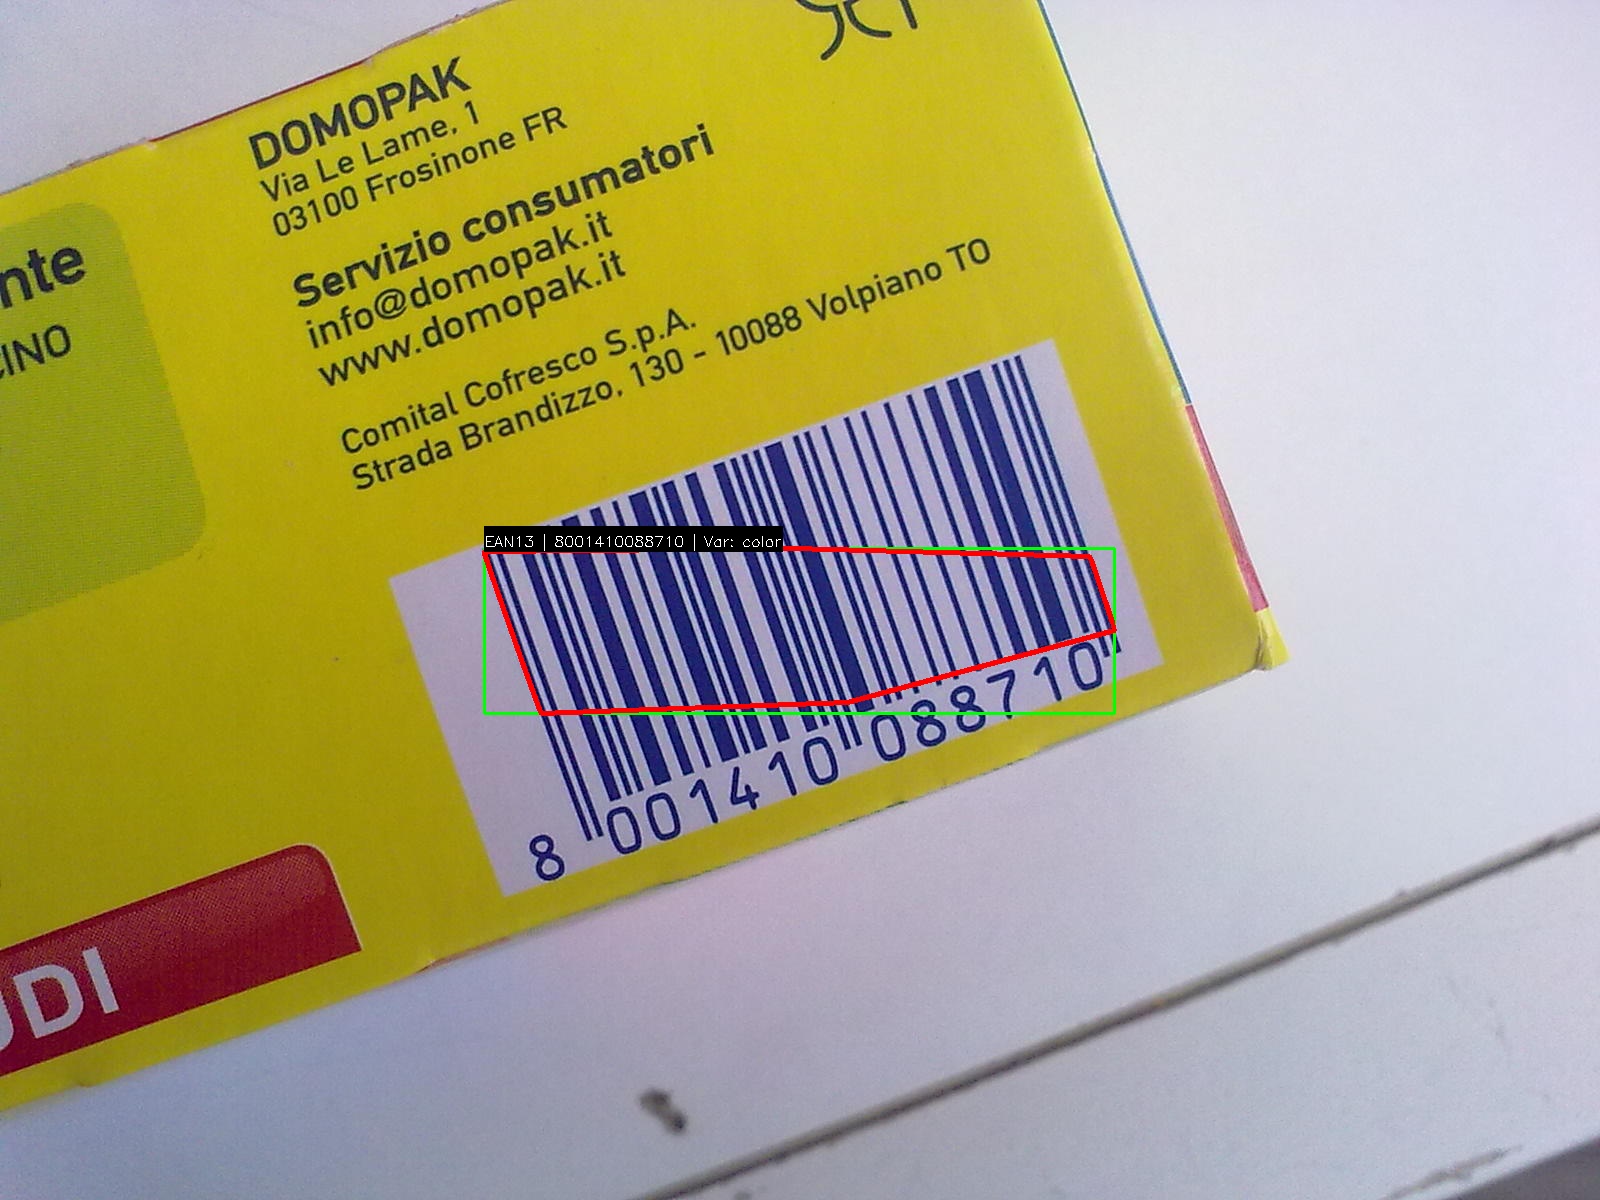 DOMOPAK
Via Le Lame, 1
03100 Frosinone FR
Servizio consumatori
info@domopak.it
www.domopak.it
Comital Cofresco S.p.A.
Strada Brandizzo, 130 - 10088 Volpiano TO
nte
CINO
EAN13 | 8001410088710 | Var: color
8 001410 088710
UDI